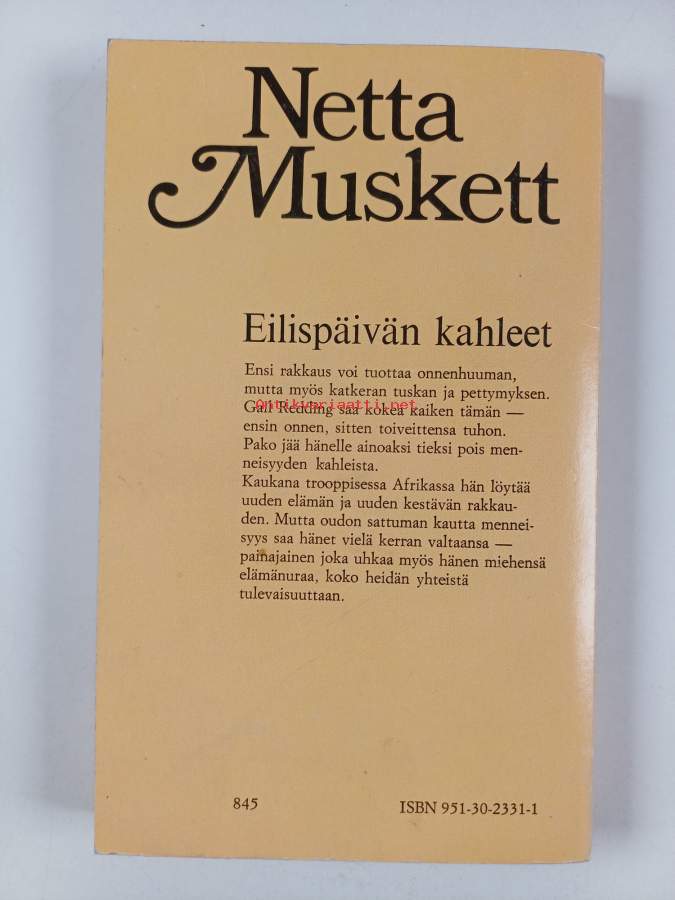 Netta
Muskett
Eilispäivän kahleet
Ensi rakkaus voi tuottaa onnenhuuman,
mutta myös katkeran tuskan ja pettymyksen.
Gail Redding saa kokea kaiken tämän —
Antikvariaatti.net
ensin onnen, sitten toiveittensa tuhon.
Pako jää hänelle ainoaksi tieksi pois men-
neisyyden kahleista.
Kaukana trooppisessa Afrikassa hän löytää
uuden elämän ja uuden kestävän rakkau-
den. Mutta oudon sattuman kautta mennei-
syys saa hänet vielä kerran valtaansa —
painajainen joka uhkaa myös hänen miehensä
elämänuraa, koko heidän yhteistä
tulevaisuuttaan.
845
ISBN 951-30-2331-1